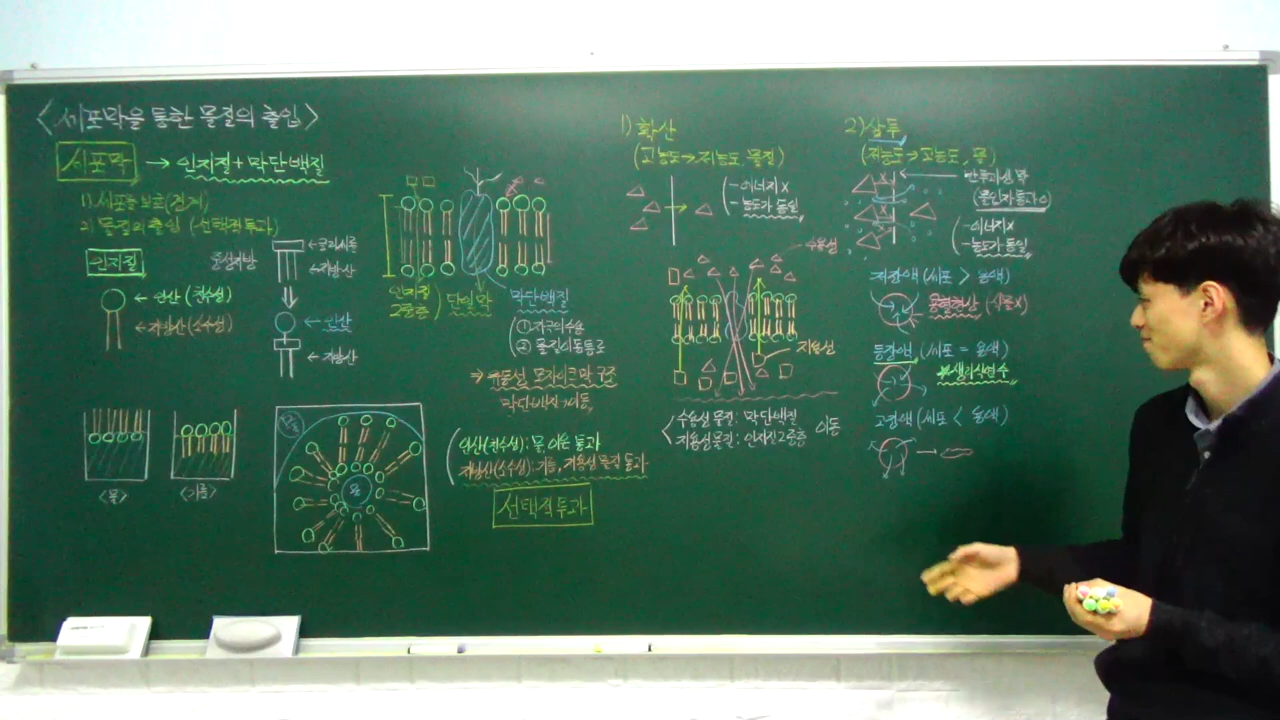 <세포막을 통한 물질의 출입>
세포막 → 인지질 + 막단백질
1) 세포를 보호(경계)
2) 물질의 출입 (선택적투과)
인지질
← 인산 (친수성)
← 지방산 (소수성)
중성지방
← 글리세롤
← 지방산
← 인산
← 지방산
인지질
2중층) 단위막
막단백질
① 자극의 수용
② 물질이동통로
⇒ 유동성 모자이크막 구조
막단백질이 이동
<물>
<기름>
물
인산(친수성): 물, 이온 통과
지방산(소수성): 기름, 지용성 물질 통과
선택적투과
1) 확산
(고농도→저농도, 물질)
- 에너지 x
- 농도가 동일
수용성
지용성
수용성 물질: 막단백질
지용성 물질: 인지질 2중층
이동
2) 삼투
(저농도→고농도, 물)
반투과성 막
(물입자 통과 o)
- 에너지 x
- 농도가 동일
저장액 (세포 > 용액)
용혈현상 (식물x)
등장액 (세포 = 용액)
생리식염수
고장액 (세포 < 용액)